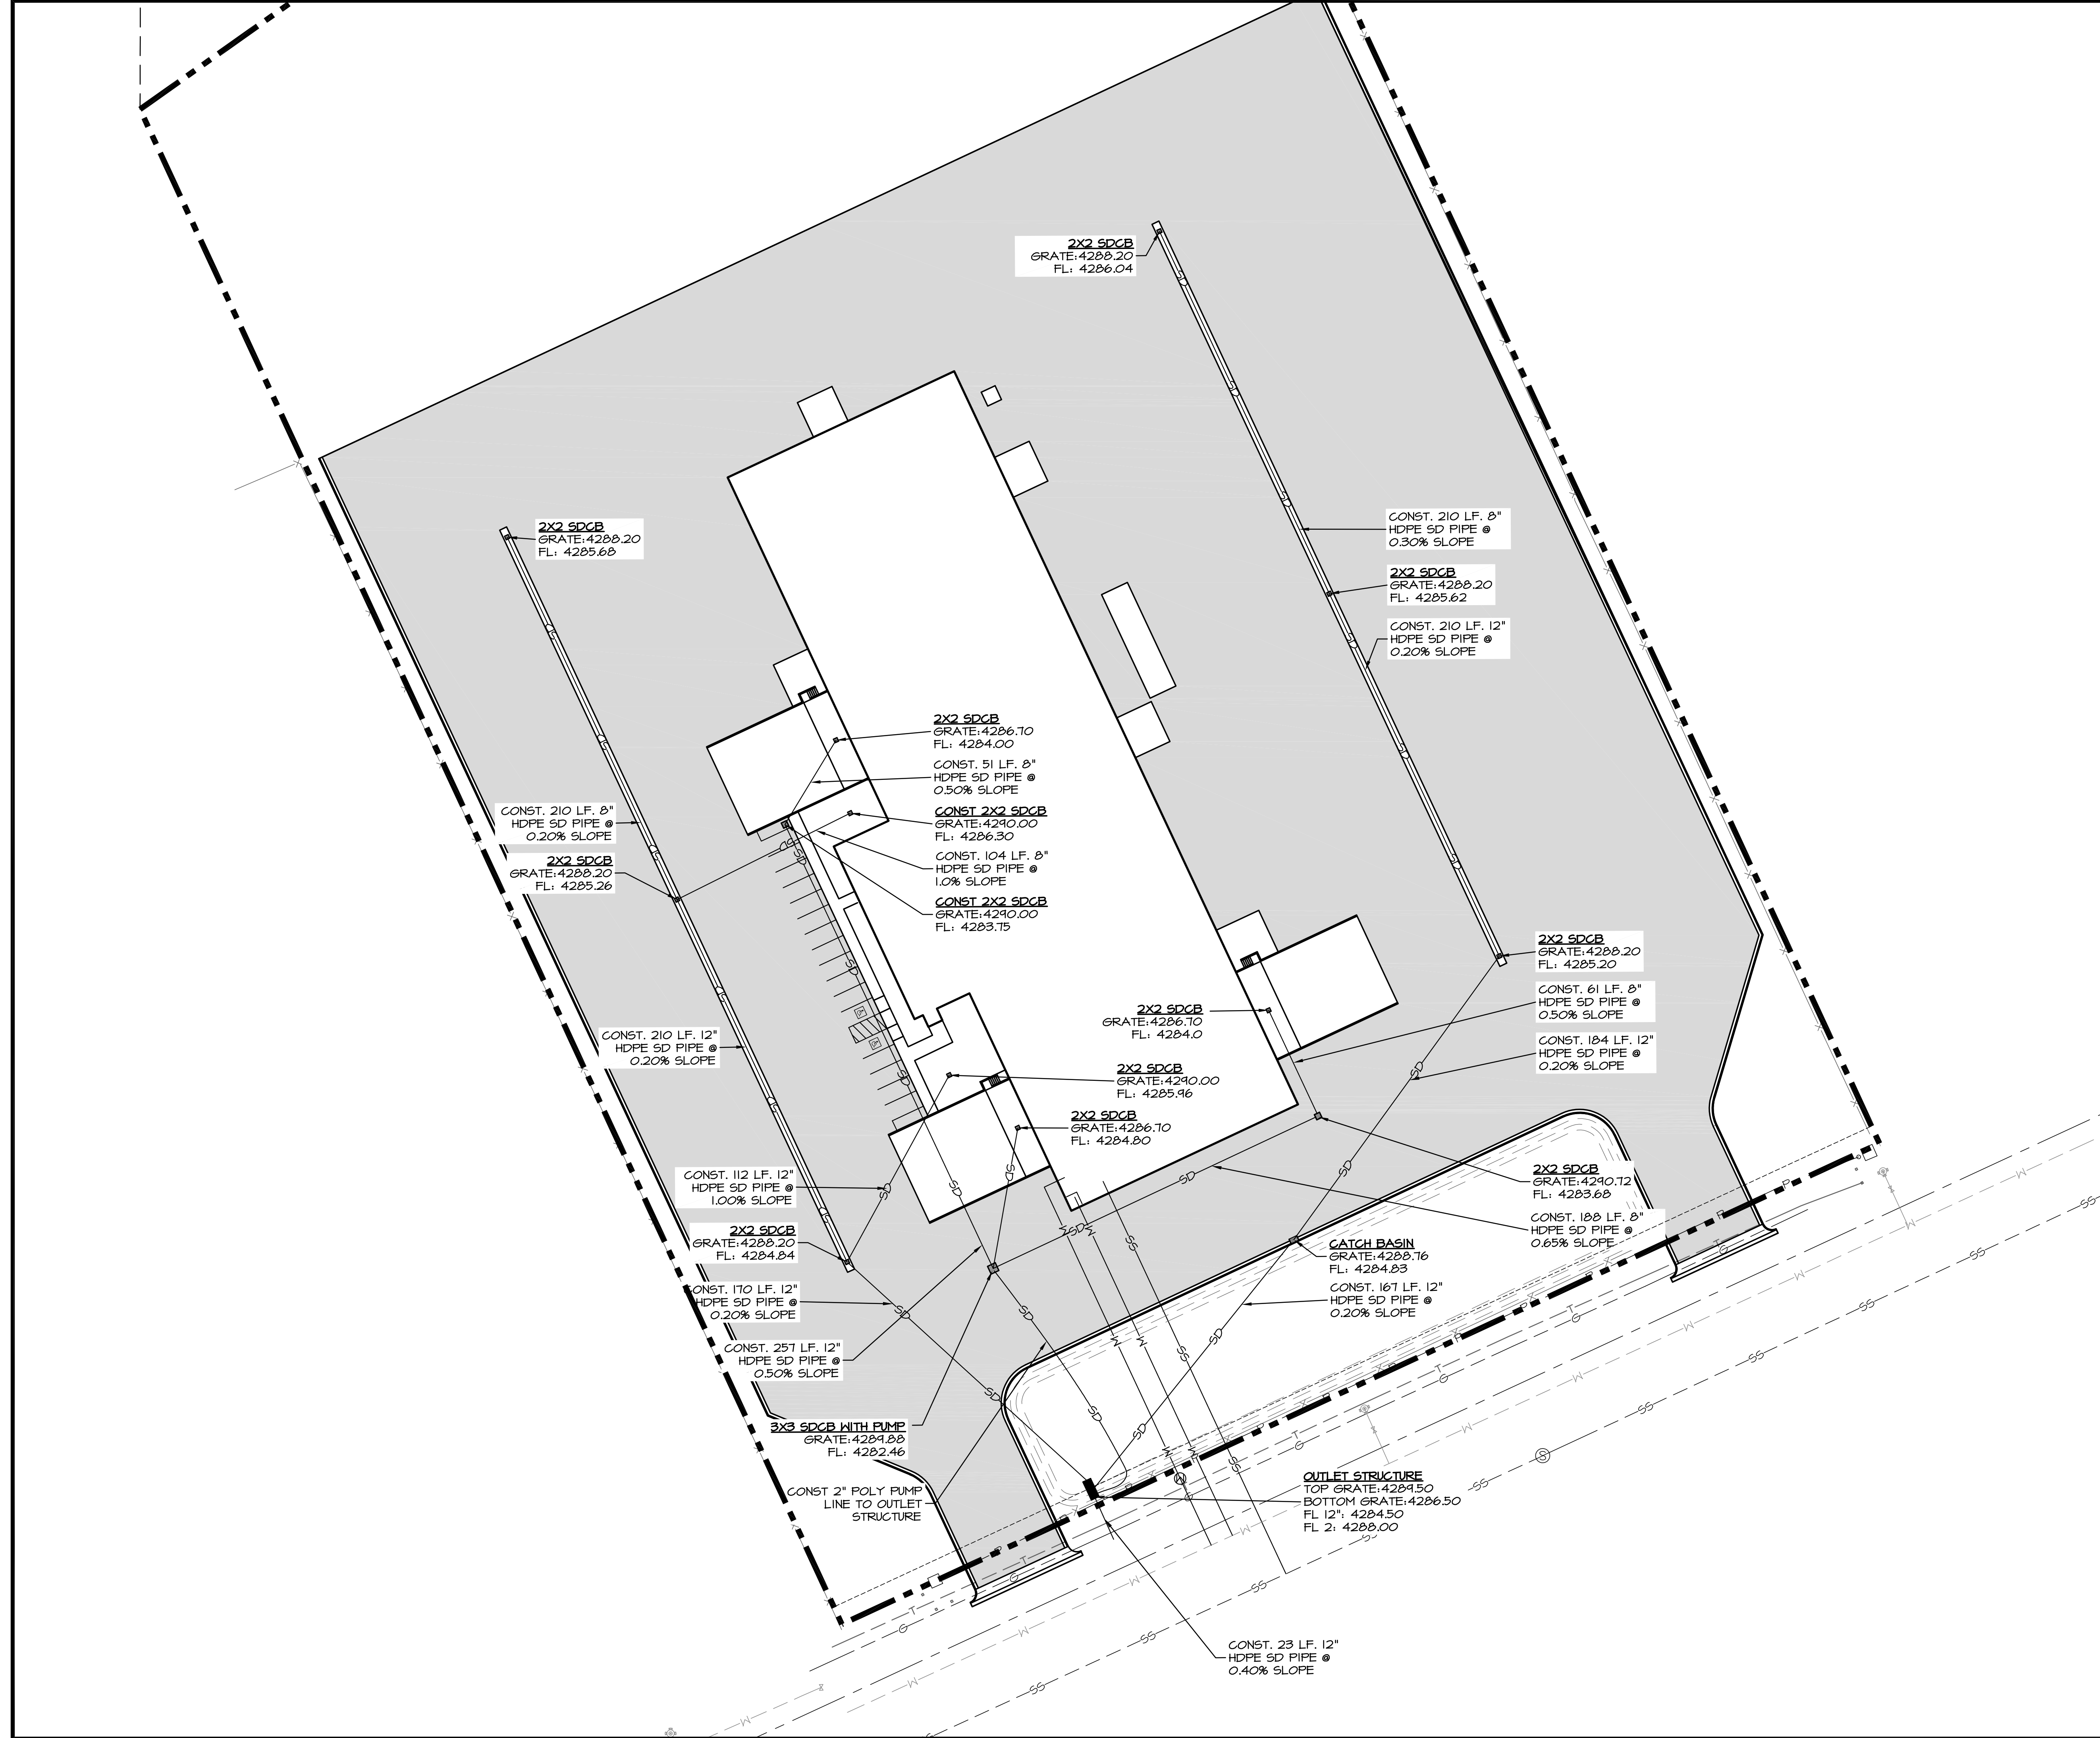 2X2 SDCB
GRATE:4288.20
FL: 4286.04
2X2 SDCB
GRATE:4288.20
FL: 4285.68
CONST. 210 LF. 8"
HDPE SD PIPE @
0.30% SLOPE
2X2 SDCB
GRATE:4288.20
FL: 4285.62
CONST. 210 LF. 12"
HDPE SD PIPE @
0.20% SLOPE
2X2 SDCB
GRATE:4286.70
FL: 4284.00
CONST. 51 LF. 8"
HDPE SD PIPE @
0.50% SLOPE
CONST 2X2 SDCB
GRATE:4290.00
FL: 4286.30
CONST. 104 LF. 8"
HDPE SD PIPE @
1.0% SLOPE
CONST 2X2 SDCB
GRATE:4290.00
FL: 4283.75
CONST. 210 LF. 8"
HDPE SD PIPE @
0.20% SLOPE
2X2 SDCB
GRATE:4288.20
FL: 4285.26
CONST. 210 LF. 12"
HDPE SD PIPE @
0.20% SLOPE
2X2 SDCB
GRATE:4288.20
FL: 4285.20
CONST. 61 LF. 8"
HDPE SD PIPE @
0.50% SLOPE
CONST. 184 LF. 12"
HDPE SD PIPE @
0.20% SLOPE
2X2 SDCB
GRATE:4286.70
FL: 4284.0
2X2 SDCB
GRATE:4290.00
FL: 4285.96
2X2 SDCB
GRATE:4286.70
FL: 4284.80
CONST. 112 LF. 12"
HDPE SD PIPE @
1.00% SLOPE
2X2 SDCB
GRATE:4288.20
FL: 4284.84
CONST. 170 LF. 12"
HDPE SD PIPE @
0.20% SLOPE
CONST. 257 LF. 12"
HDPE SD PIPE @
0.50% SLOPE
3X3 SDCB WITH PUMP
GRATE:4289.88
FL: 4282.46
CONST 2" POLY PUMP
LINE TO OUTLET
STRUCTURE
2X2 SDCB
GRATE:4290.72
FL: 4283.68
CONST. 188 LF. 8"
HDPE SD PIPE @
0.65% SLOPE
CATCH BASIN
GRATE:4288.76
FL: 4284.83
CONST. 167 LF. 12"
HDPE SD PIPE @
0.20% SLOPE
OUTLET STRUCTURE
TOP GRATE:4289.50
BOTTOM GRATE:4286.50
FL 12": 4284.50
FL 2: 4288.00
CONST. 23 LF. 12"
HDPE SD PIPE @
0.40% SLOPE